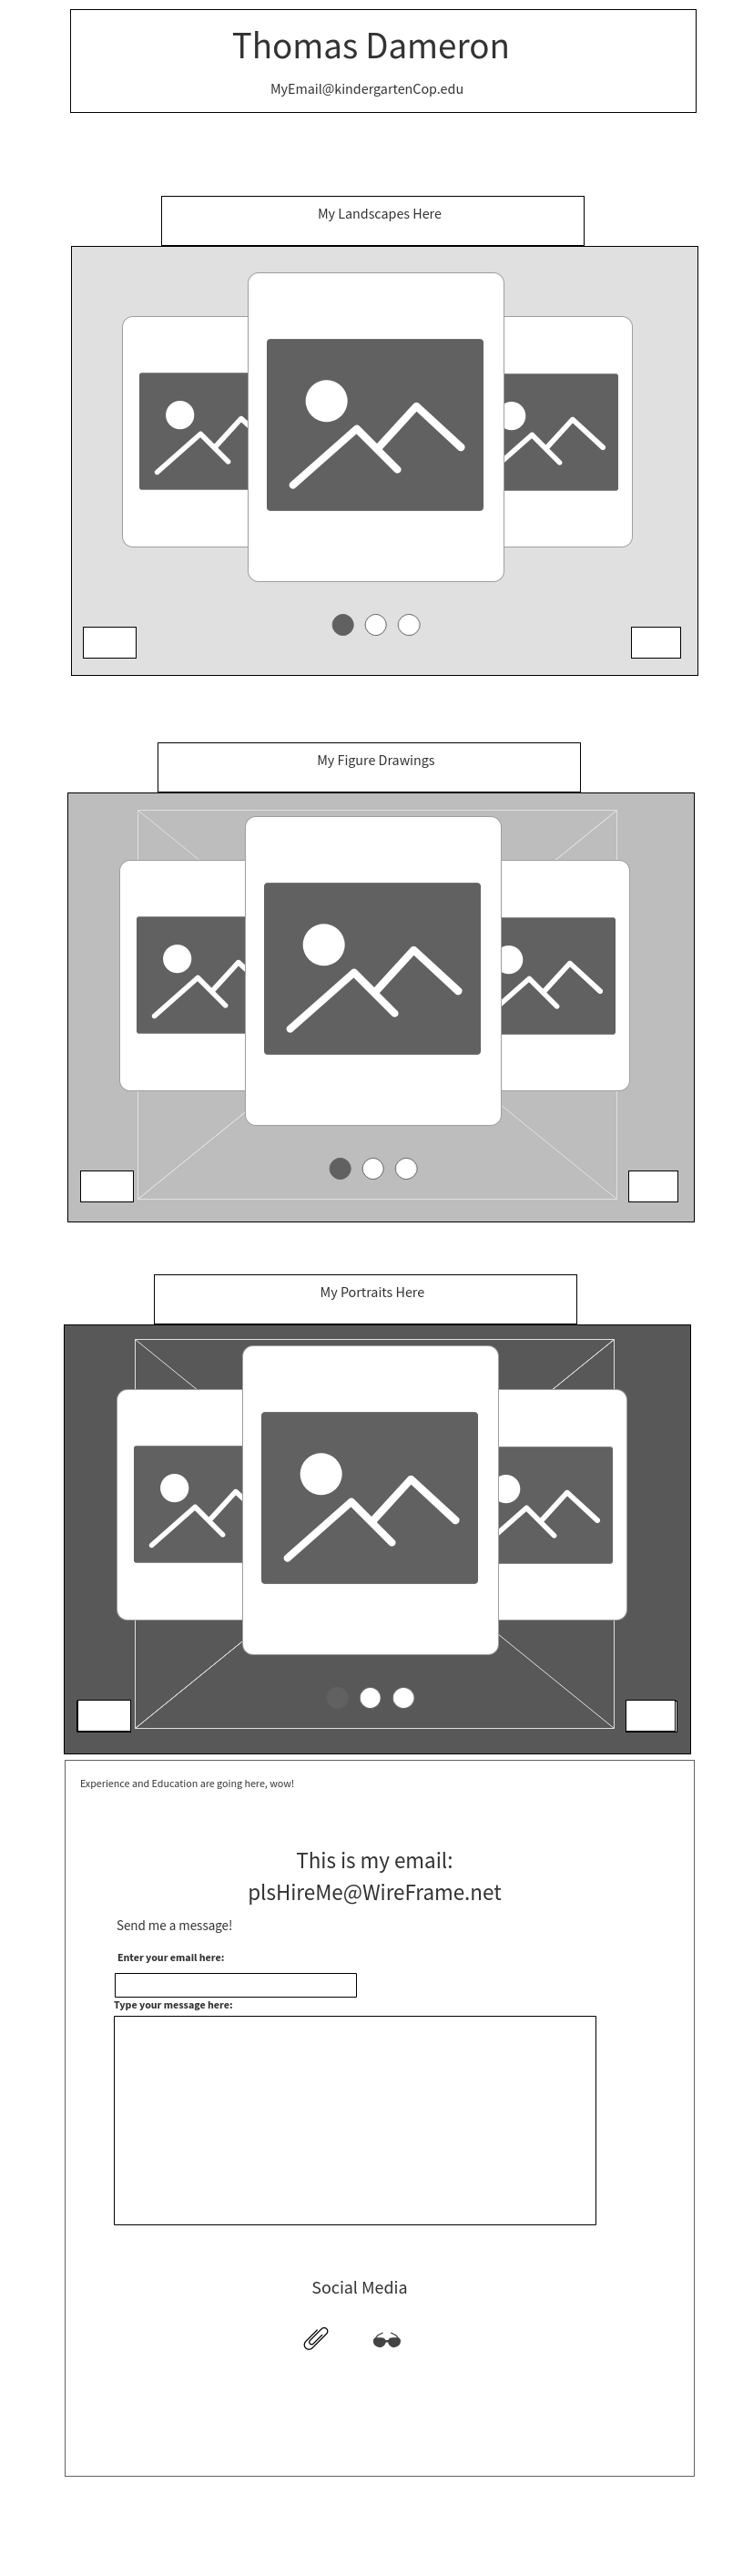 Thomas Dameron
MyEmail@kindergartenCop.edu
My Landscapes Here
My Figure Drawings
My Portraits Here
Experience and Education are going here, wow!
This is my email:
plsHireMe@WireFrame.net
Send me a message!
Enter your email here:
Type your message here:
Social Media